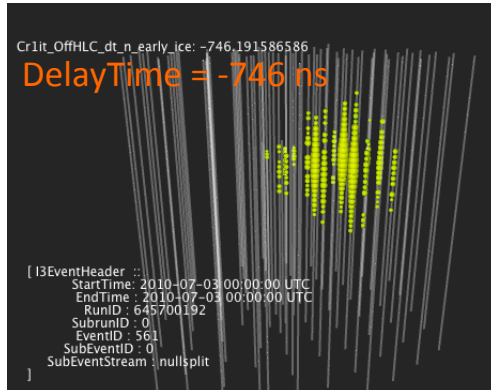 Cr1it_OffHLC_dt_n_early_ice: -746.191586586
DelayTime = -746 ns
[ I3EventHeader ::
StartTime: 2010-07-03 00:00:00 UTC
EndTime : 2010-07-03 00:00:00 UTC
RunID : 645700192
SubrunID : 0
EventID : 561
SubEventID : 0
SubEventStream : nullsplit
]